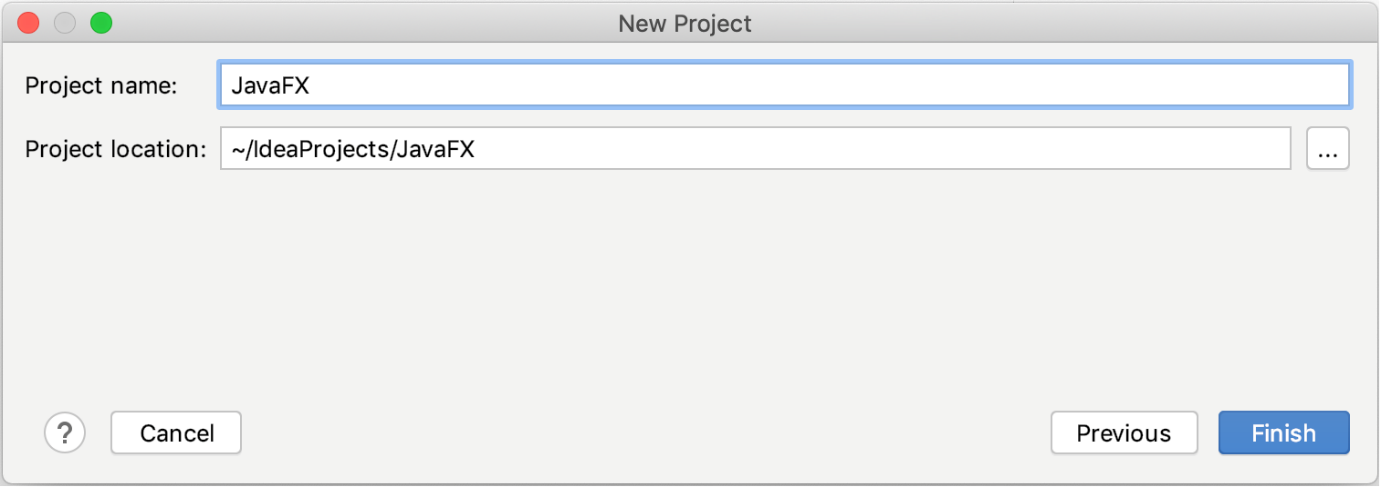 New Project
Project name: JavaFX
Project location: ~/IdeaProjects/JavaFX ...
? Cancel Previous Finish